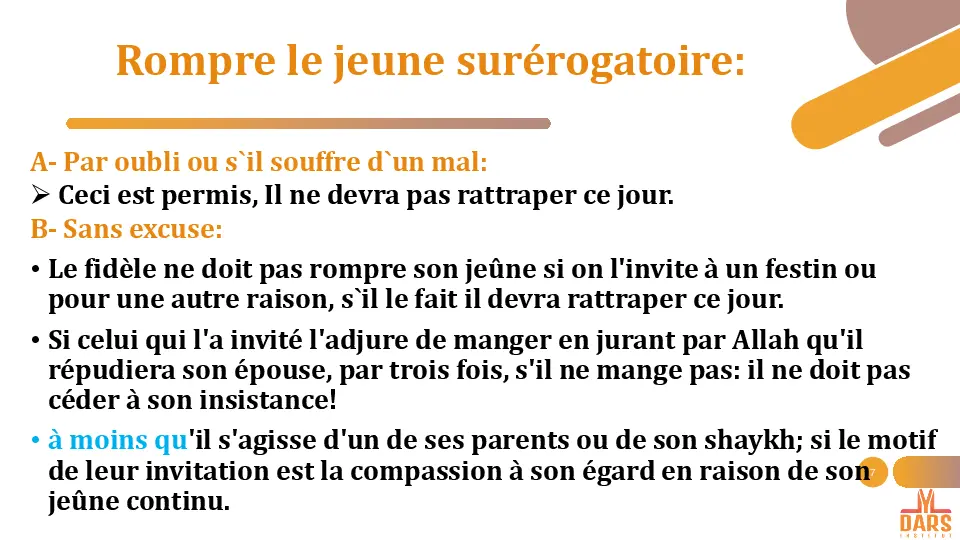 Rompre le jeune surérogatoire:
A- Par oubli ou s`il souffre d`un mal:
➢ Ceci est permis, Il ne devra pas rattraper ce jour.
B- Sans excuse:
• Le fidèle ne doit pas rompre son jeûne si on l'invite à un festin ou
pour une autre raison, s`il le fait il devra rattraper ce jour.
• Si celui qui l'a invité l'adjure de manger en jurant par Allah qu'il
répudiera son épouse, par trois fois, s'il ne mange pas: il ne doit pas
céder à son insistance!
• à moins qu'il s'agisse d'un de ses parents ou de son shaykh; si le motif
de leur invitation est la compassion à son égard en raison de son
jeûne continu.
DARS
INSTITUT